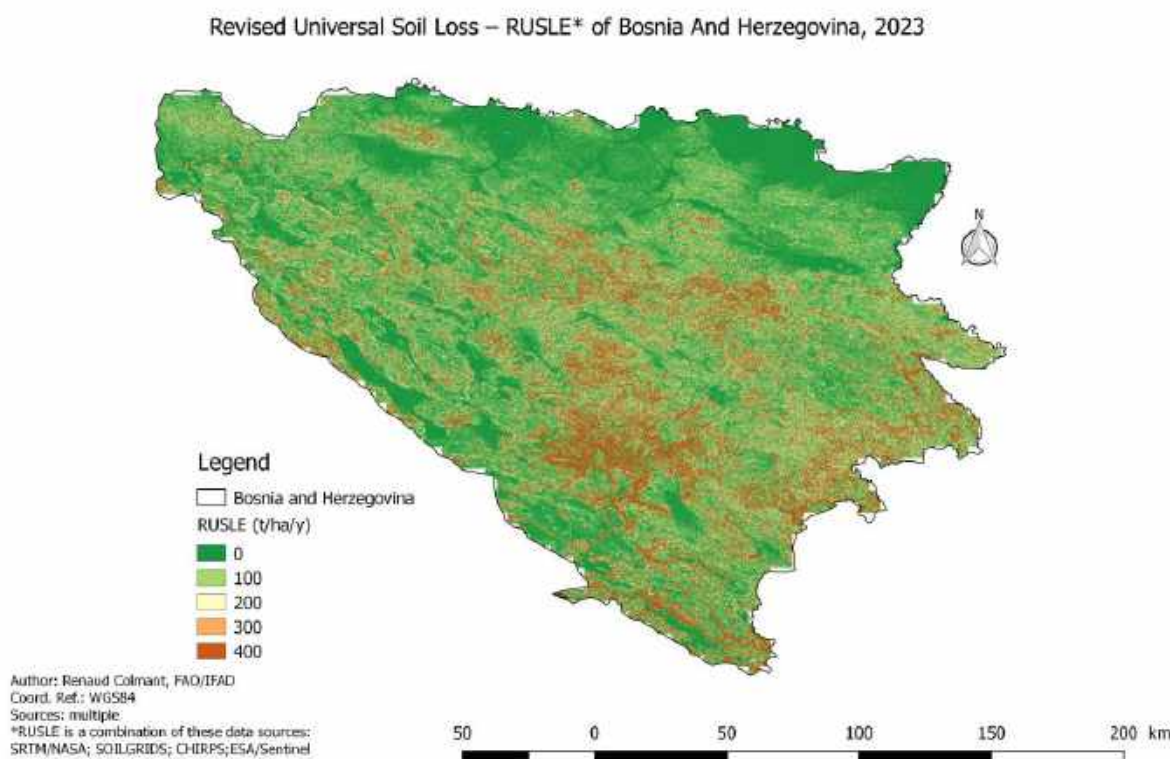 Revised Universal Soil Loss – RUSLE* of Bosnia And Herzegovina, 2023
N
Legend
Bosnia and Herzegovina
RUSLE (t/ha/y)
0
100
200
300
400
Author: Renaud Colmant, FAO/IFAD
Coord. Ref.: WGS84
Sources: multiple
*RUSLE is a combination of these data sources:
SRTM/NASA; SOILGRIDS; CHIRPS;ESA/Sentinel
50 0 50 100 150 200 km